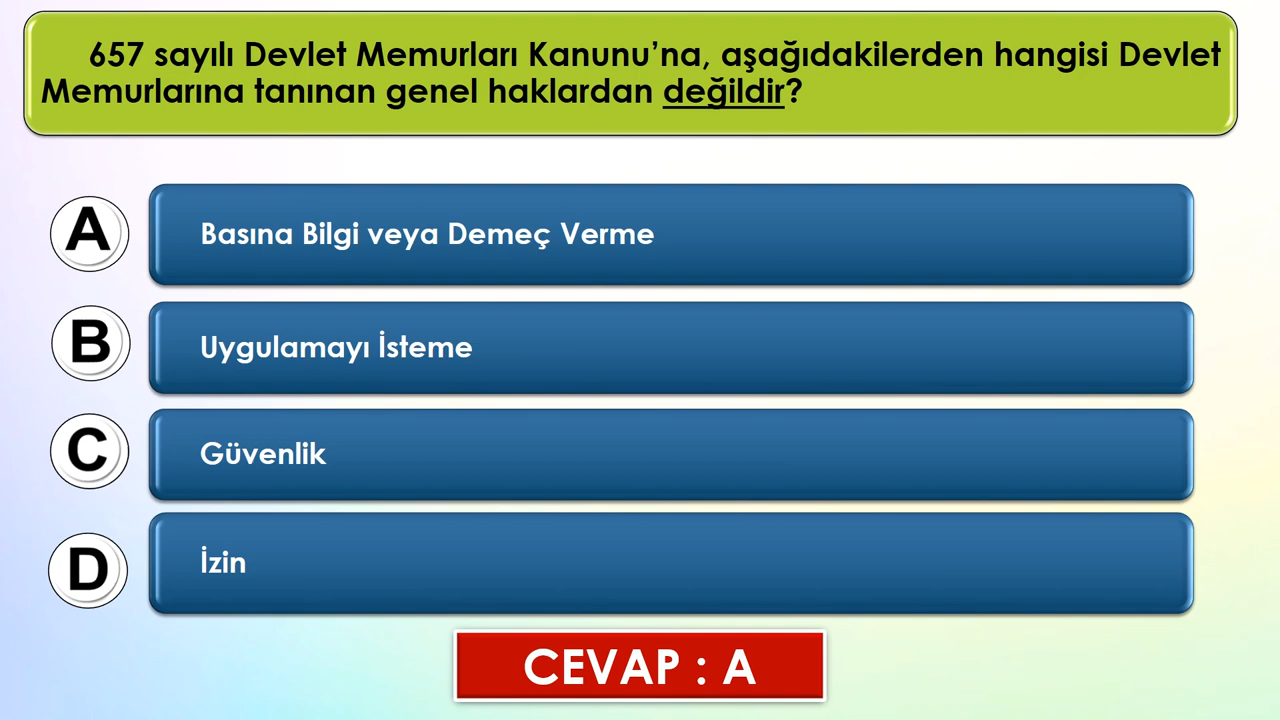 657 sayılı Devlet Memurları Kanunu’na, aşağıdakilerden hangisi Devlet
Memurlarına tanınan genel haklardan değildir?
A
Basına Bilgi veya Demeç Verme
B
Uygulamayı İsteme
C
Güvenlik
D
İzin
CEVAP : A